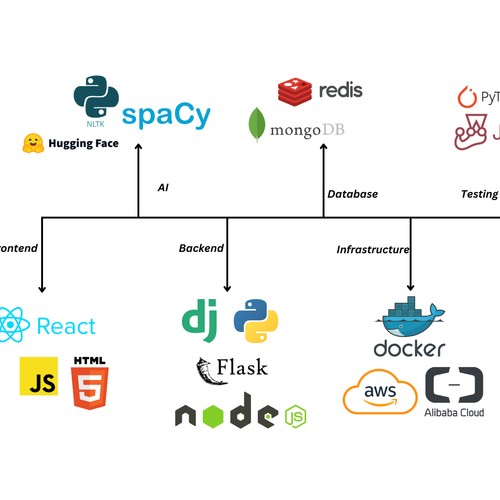 NLTK
spaCy
Hugging Face
redis
mongoDB
PyT
J
AI
Database
Testing
rontend
Backend
Infrastructure
React
JS
HTML
5
dj
Flask
node
JS
docker
aws
Alibaba Cloud